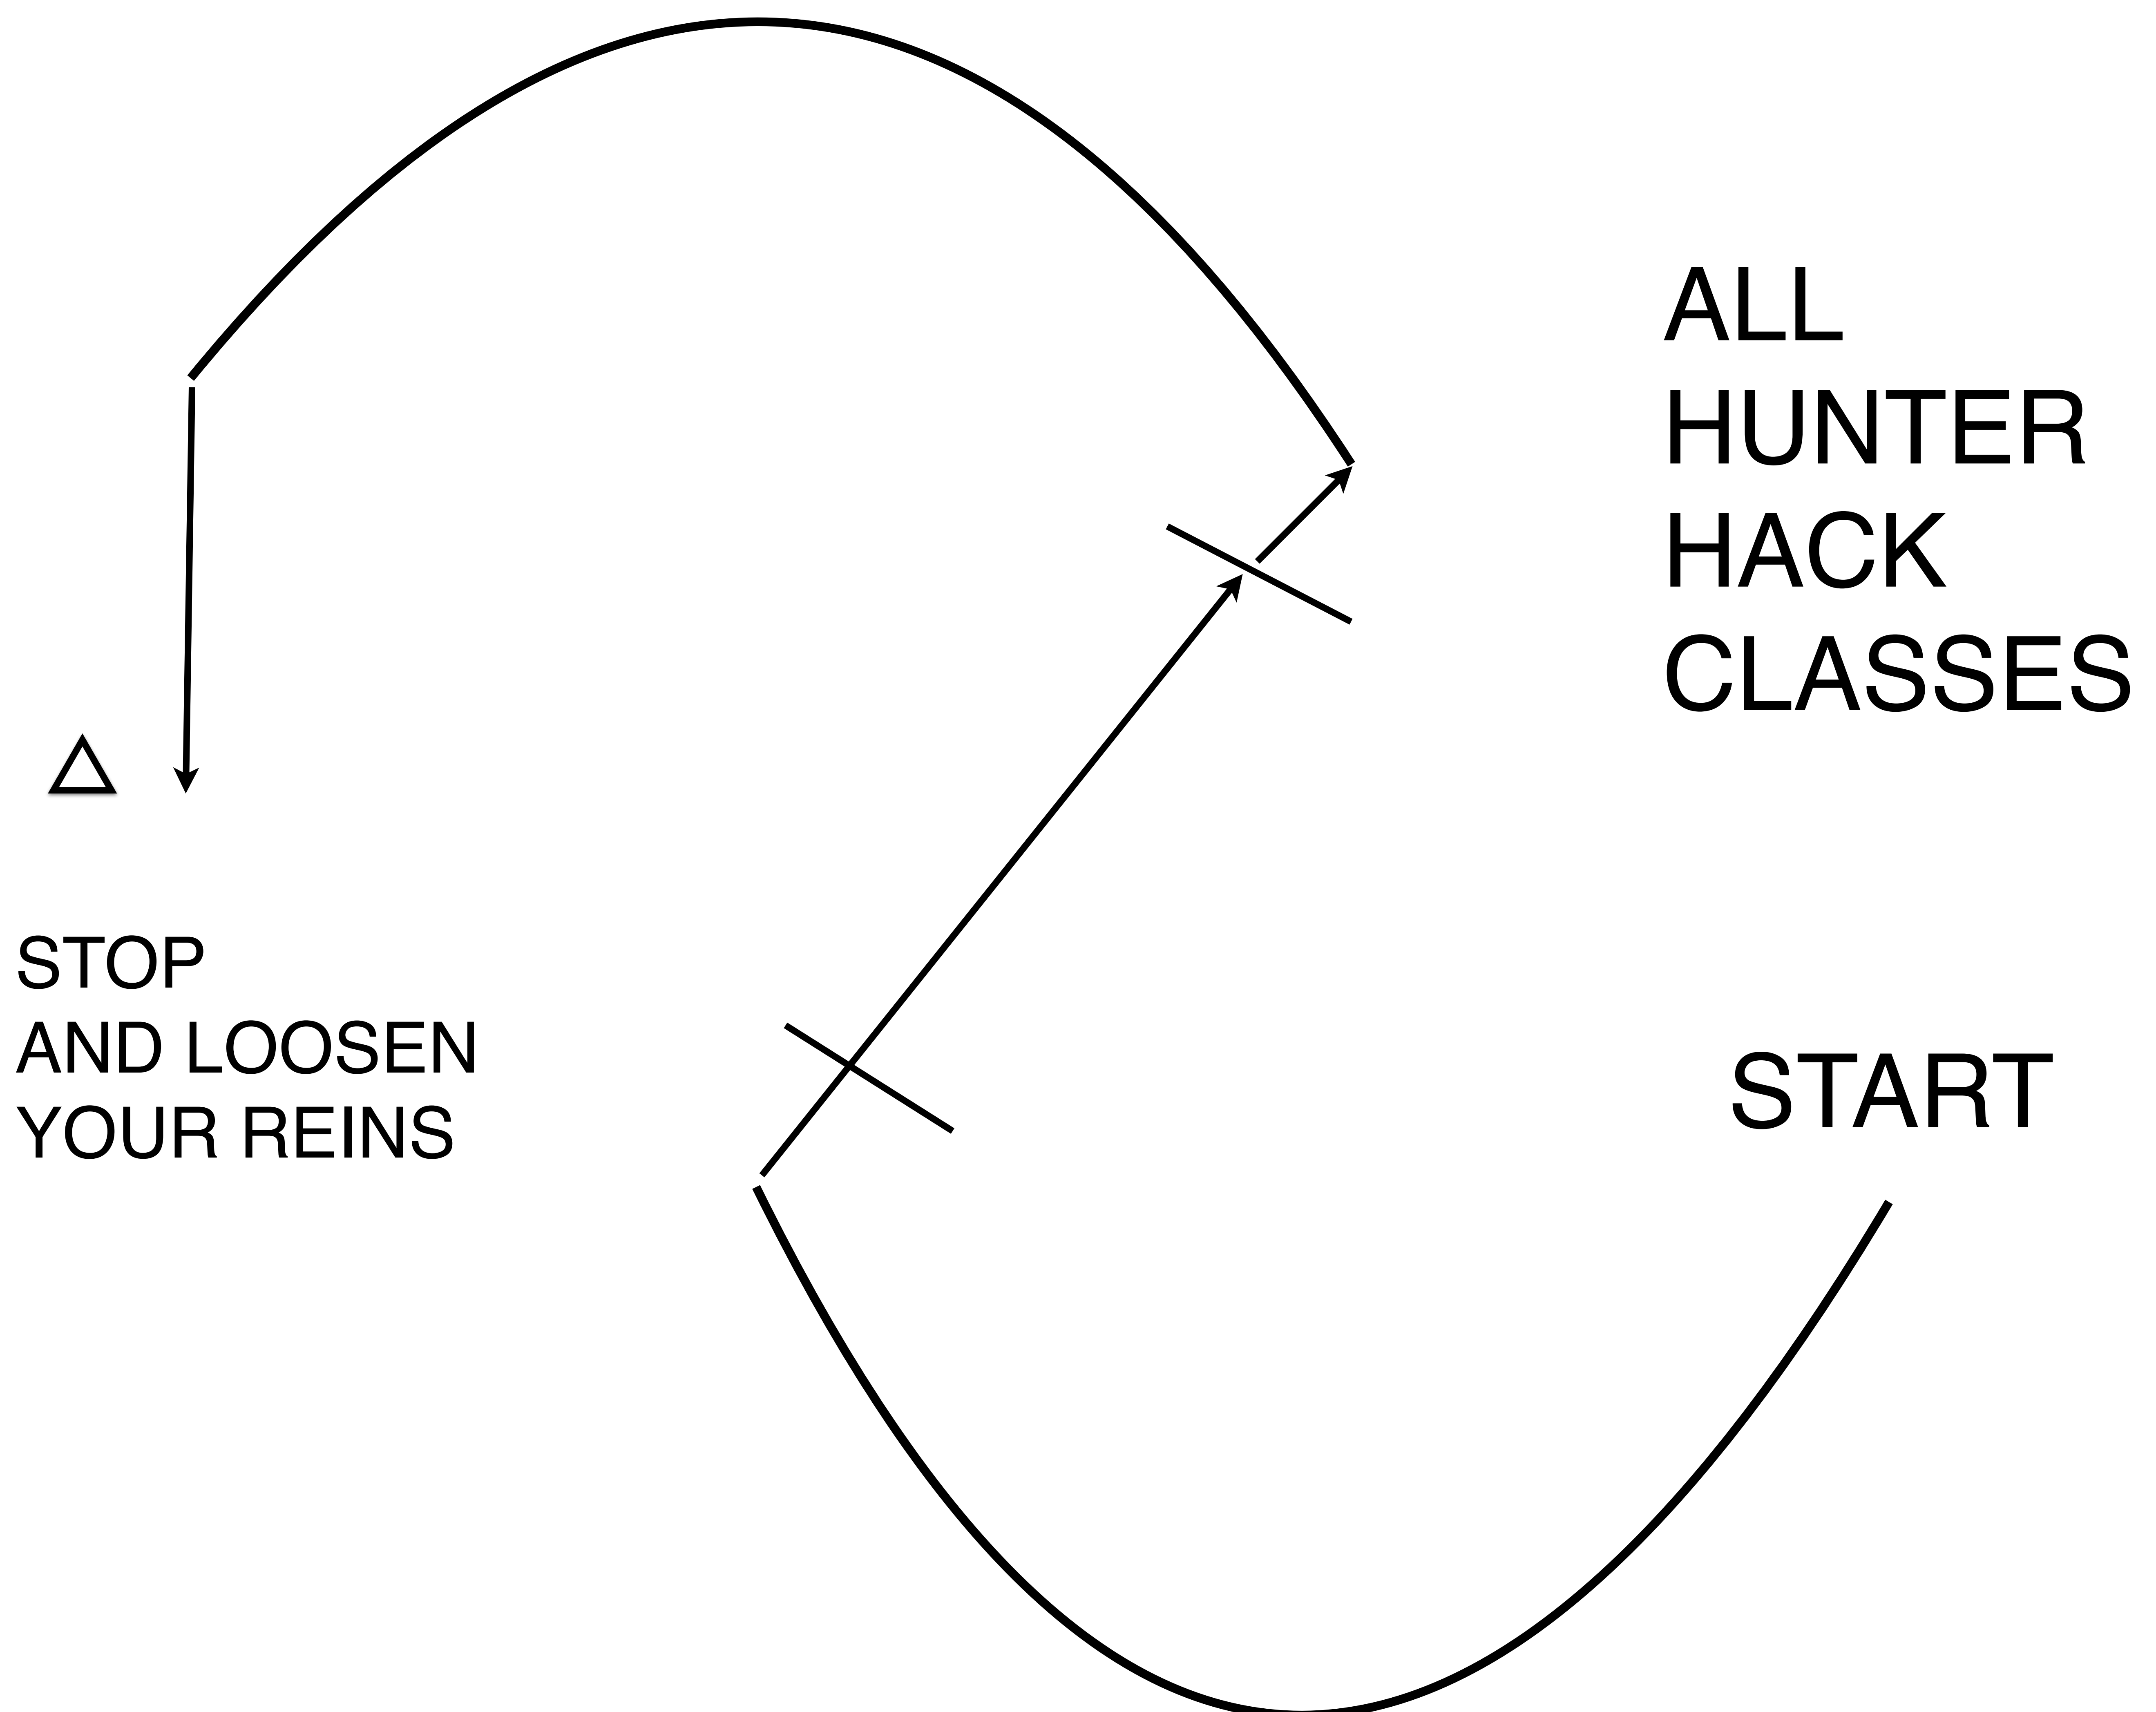 ALL
HUNTER
HACK
CLASSES
STOP
AND LOOSEN
YOUR REINS
START